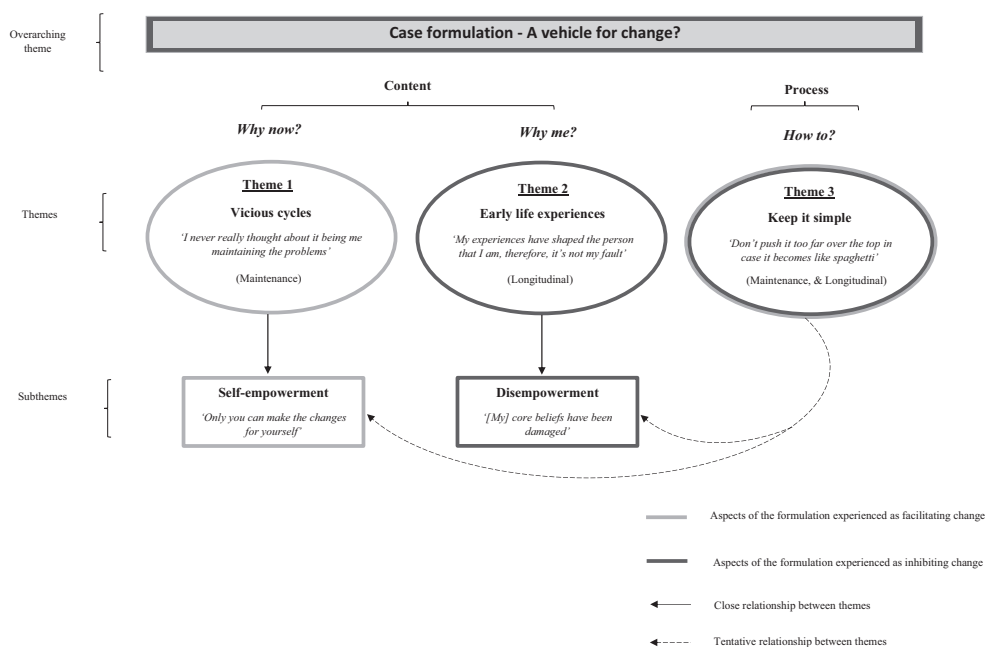 Overarching
theme
Case formulation - A vehicle for change?
Content
Process
Why now?
Why me?
How to?
Themes
Theme 1
Vicious cycles
‘I never really thought about it being me
maintaining the problems’
(Maintenance)
Theme 2
Early life experiences
‘My experiences have shaped the person
that I am, therefore, it’s not my fault’
(Longitudinal)
Theme 3
Keep it simple
‘Don’t push it too far over the top in
case it becomes like spaghetti’
(Maintenance, & Longitudinal)
Subthemes
Self-empowerment
‘Only you can make the changes
for yourself’
Disempowerment
‘[My] core beliefs have been
damaged’
Aspects of the formulation experienced as facilitating change
Aspects of the formulation experienced as inhibiting change
Close relationship between themes
Tentative relationship between themes